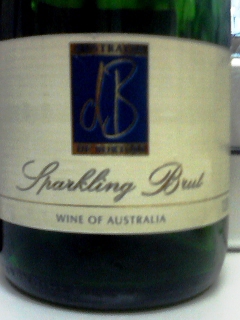 dB
Sparkling Brut
WINE OF AUSTRALIA